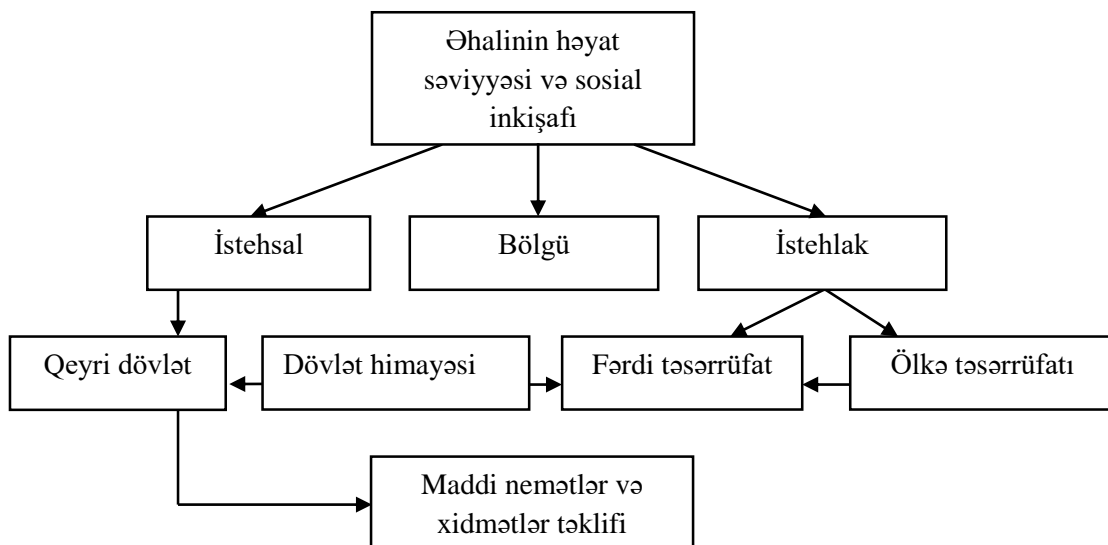 Əhalinin həyat
səviyyəsi və sosial
inkişafı
İstehsal
Bölgü
İstehlak
Qeyri dövlət
Dövlət himayəsi
Fərdi təsərrüfat
Ölkə təsərrüfatı
Maddi nemətlər və
xidmətlər təklifi